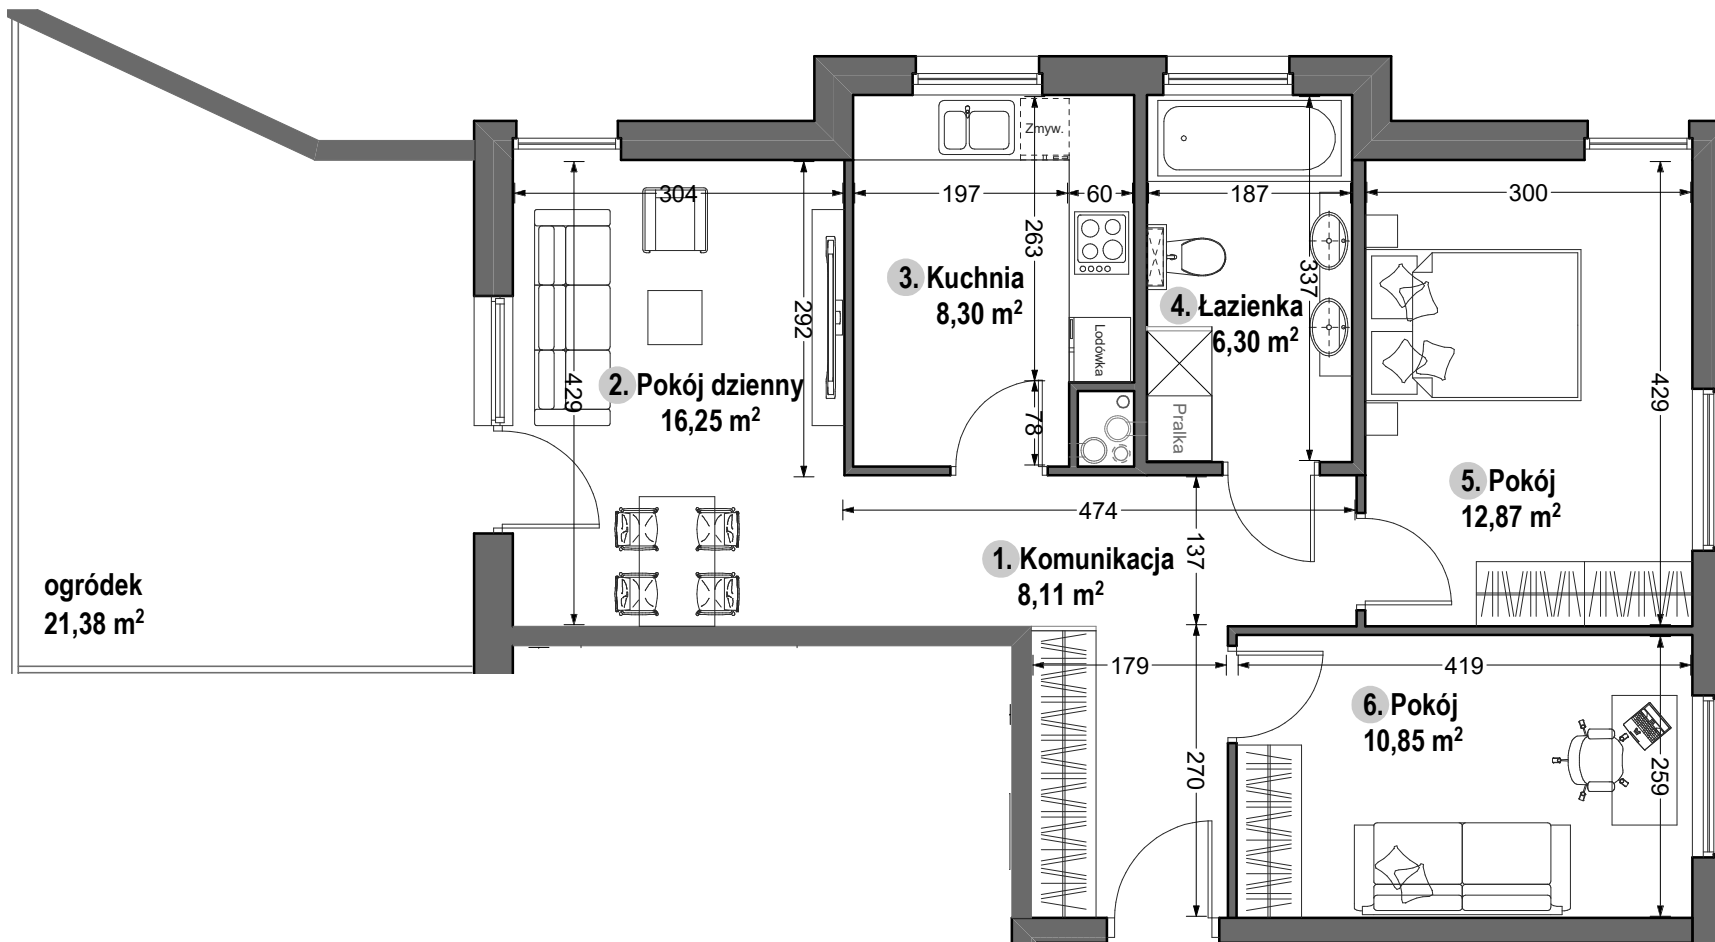 Zmyw.
304
197
60
187
300
263
337
292
3. Kuchnia
8,30 m²
4. Łazienka
6,30 m²
Lodówka
429
2. Pokój dzienny
16,25 m²
78
Pralka
429
5. Pokój
12,87 m²
474
137
1. Komunikacja
8,11 m²
ogródek
21,38 m²
179
419
6. Pokój
10,85 m²
270
259